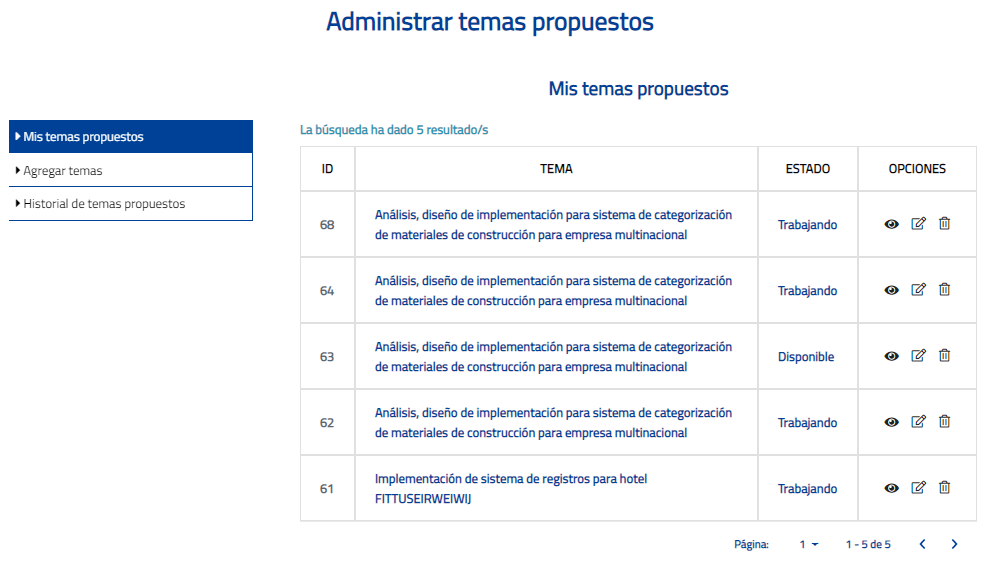 Administrar temas propuestos
Mis temas propuestos
Mis temas propuestos
Agregar temas
Historial de temas propuestos
La búsqueda ha dado 5 resultado/s
ID TEMA ESTADO OPCIONES
68 Análisis, diseño de implementación para sistema de categorización
de materiales de construcción para empresa multinacional Trabajando
64 Análisis, diseño de implementación para sistema de categorización
de materiales de construcción para empresa multinacional Trabajando
63 Análisis, diseño de implementación para sistema de categorización
de materiales de construcción para empresa multinacional Disponible
62 Análisis, diseño de implementación para sistema de categorización
de materiales de construcción para empresa multinacional Trabajando
61 Implementación de sistema de registros para hotel
FITTUSEIRWEIWIJ Trabajando
Página: 1 1 - 5 de 5